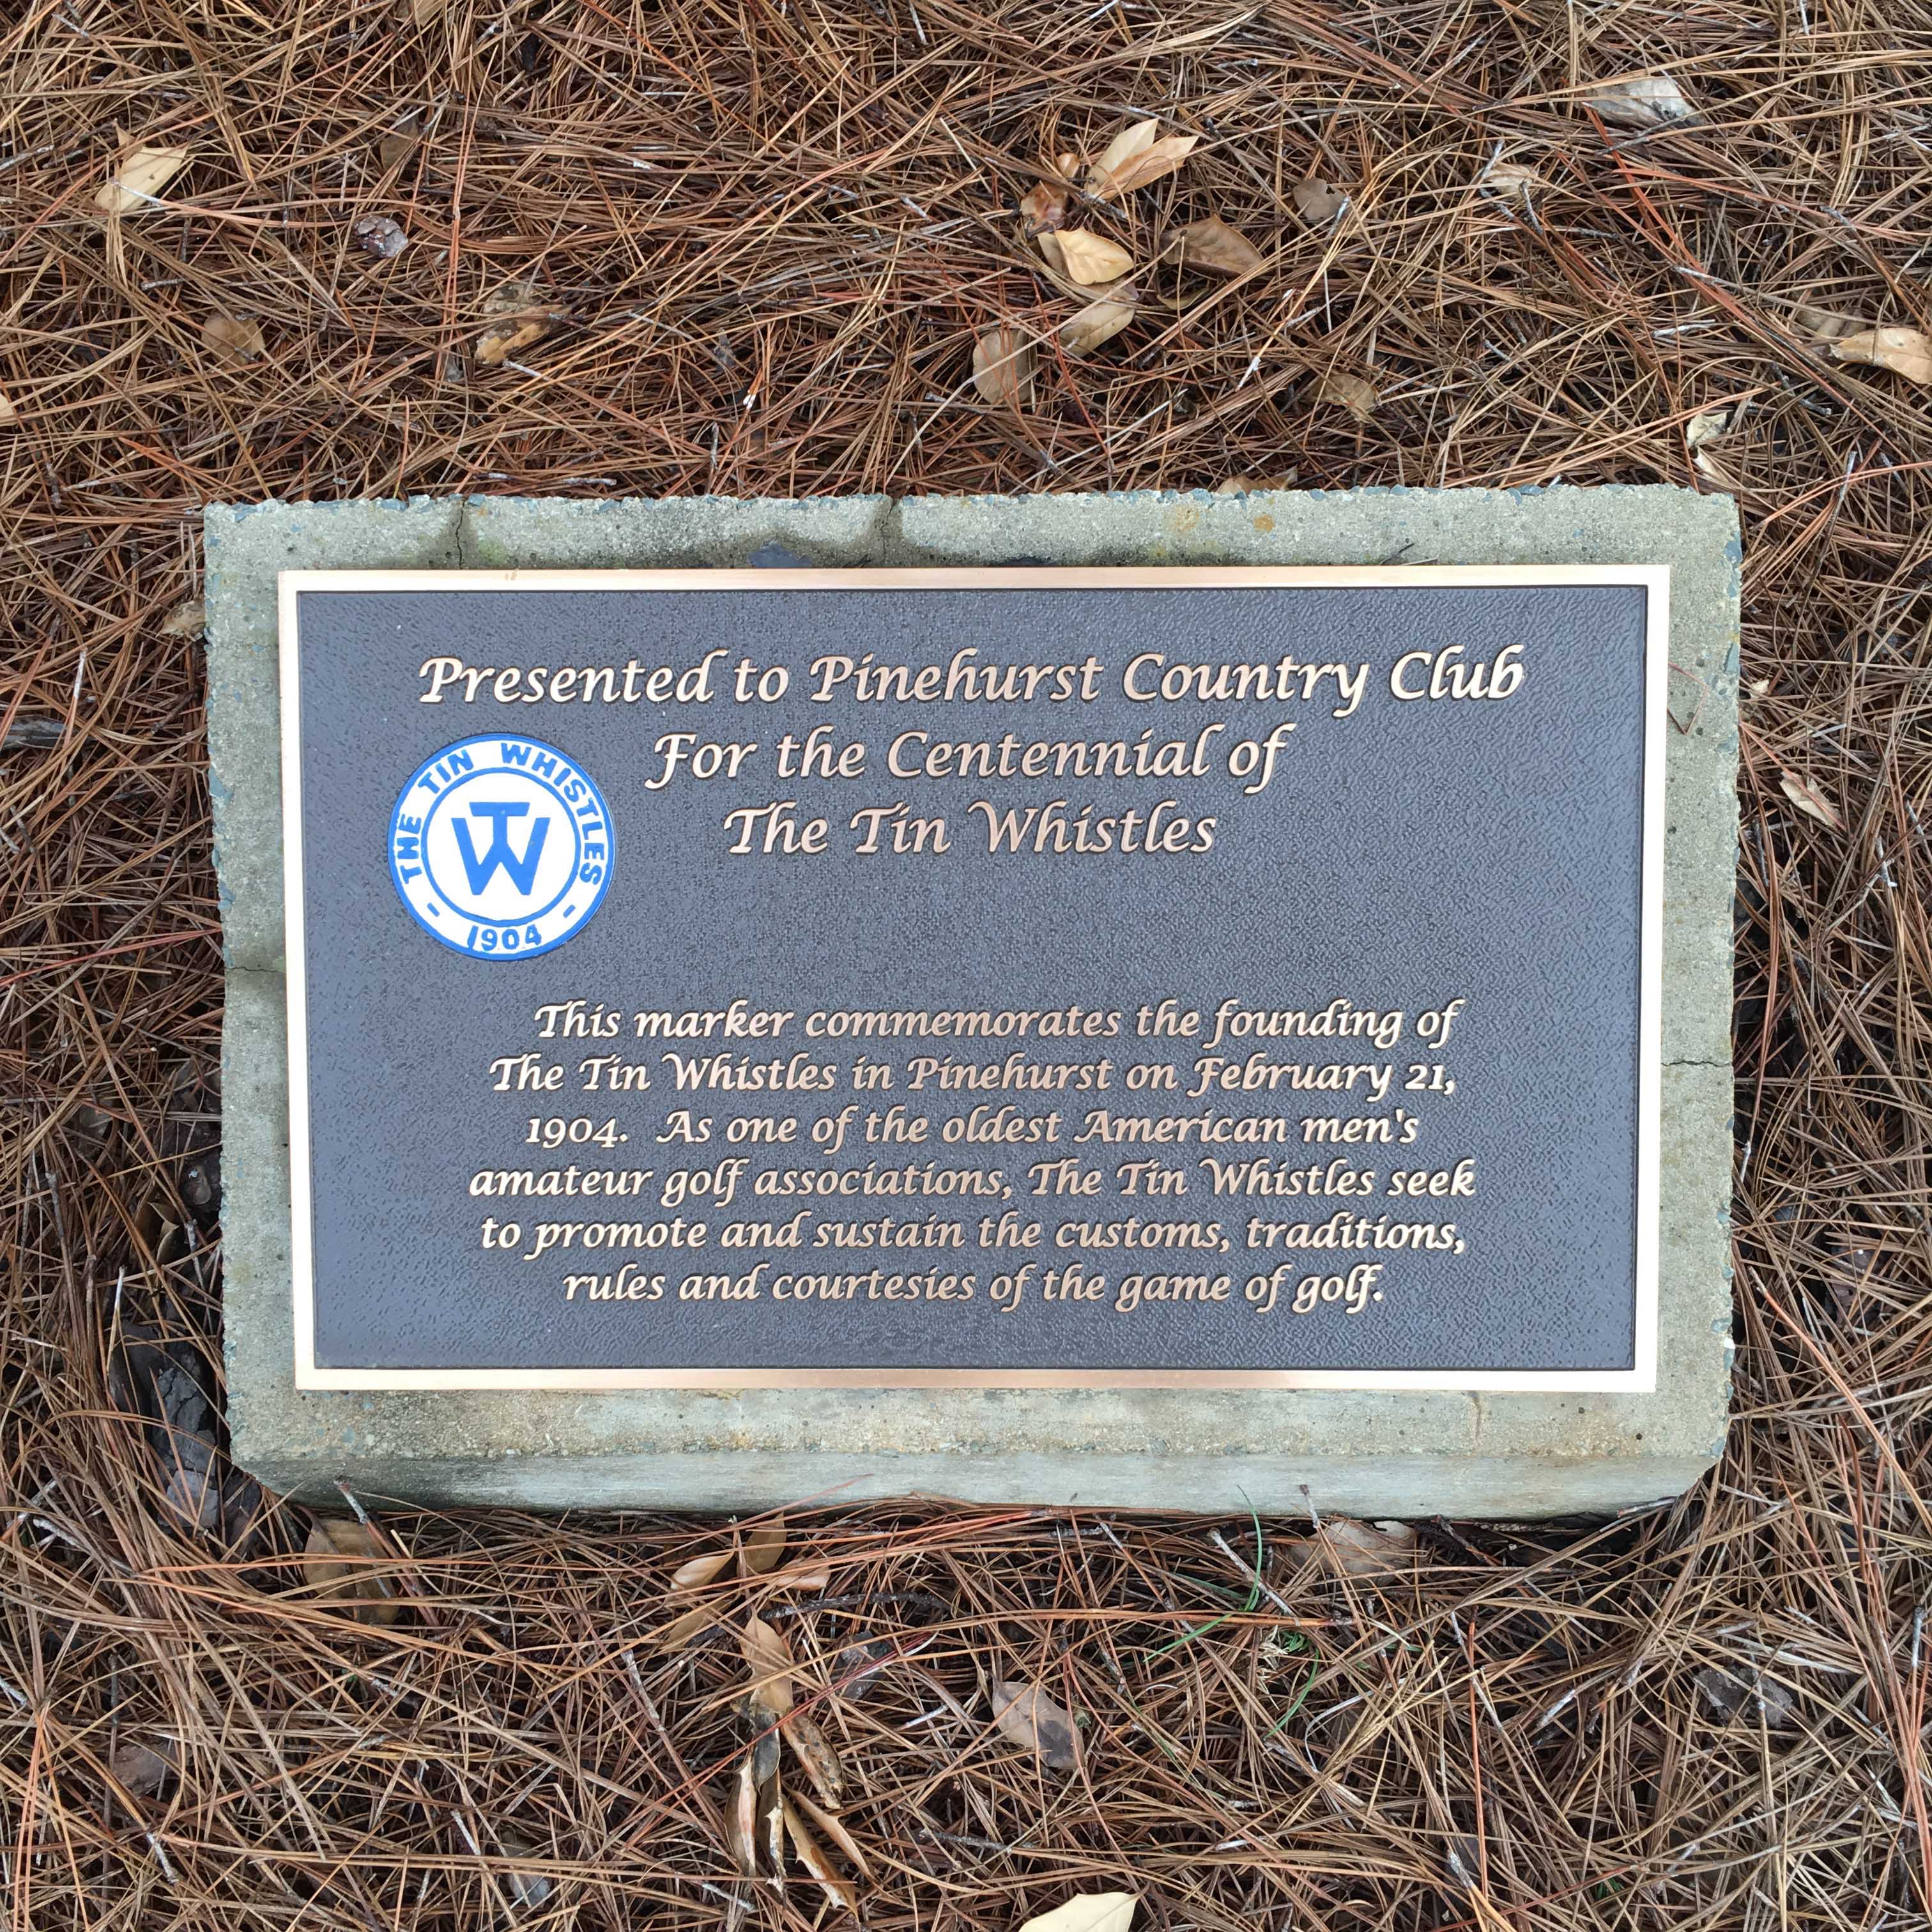 Presented to Pinehurst Country Club
For the Centennial of
The Tin Whistles
THE TIN WHISTLES
TW
- 1904 -
This marker commemorates the founding of
The Tin Whistles in Pinehurst on February 21,
1904. As one of the oldest American men's
amateur golf associations, The Tin Whistles seek
to promote and sustain the customs, traditions,
rules and courtesies of the game of golf.